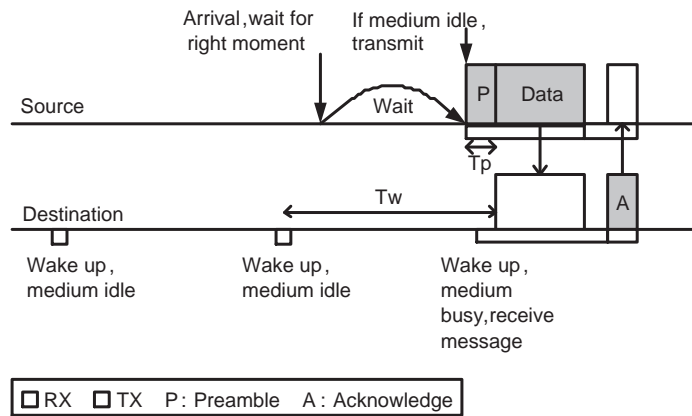 Arrival,wait for
right moment
If medium idle,
transmit
P
Data
Source
Wait
Tp
Tw
Destination
A
Wake up,
medium idle
Wake up,
medium idle
Wake up,
medium
busy,receive
message
RX TX P: Preamble A: Acknowledge